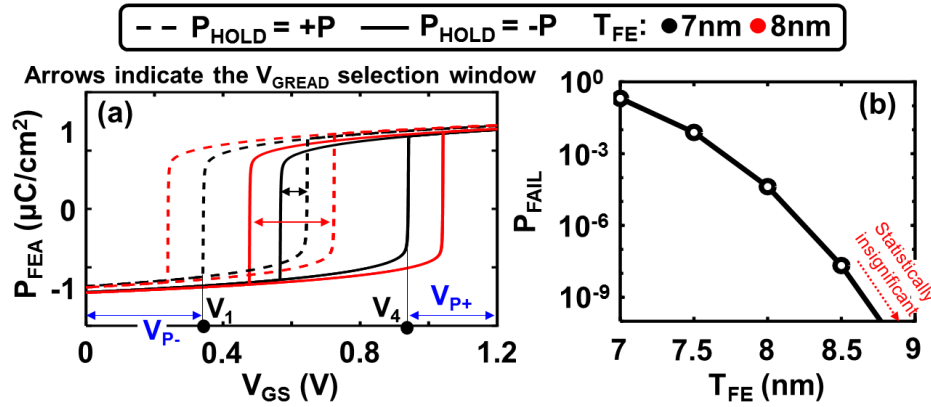 P_HOLD = +P P_HOLD = -P T_FE: 7nm 8nm
Arrows indicate the V_GREAD selection window
(a)
P_FEA (µC/cm²)
1
0
-1
V_P-
V_1
V_4
V_P+
0 0.4 0.8 1.2
V_GS (V)
(b)
P_FAIL
10⁰
10⁻³
10⁻⁶
10⁻⁹
Statistically
insignificant
7 7.5 8 8.5 9
T_FE (nm)